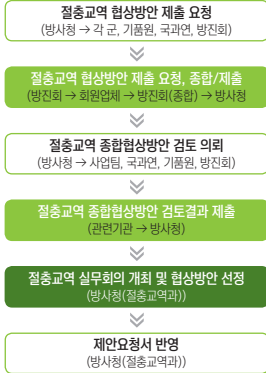 절충교역 협상방안 제출 요청
(방사청 → 각 군, 기품원, 국과연, 방진회)
절충교역 협상방안 제출 요청, 종합/제출
(방진회 → 회원업체 → 방진회(종합) → 방사청
절충교역 종합협상방안 검토 의뢰
(방사청 → 사업팀, 국과연, 기품원, 방진회)
절충교역 종합협상방안 검토결과 제출
(관련기관 → 방사청)
절충교역 실무회의 개최 및 협상방안 선정
(방사청(절충교역과))
제안요청서 반영
(방사청(절충교역과))